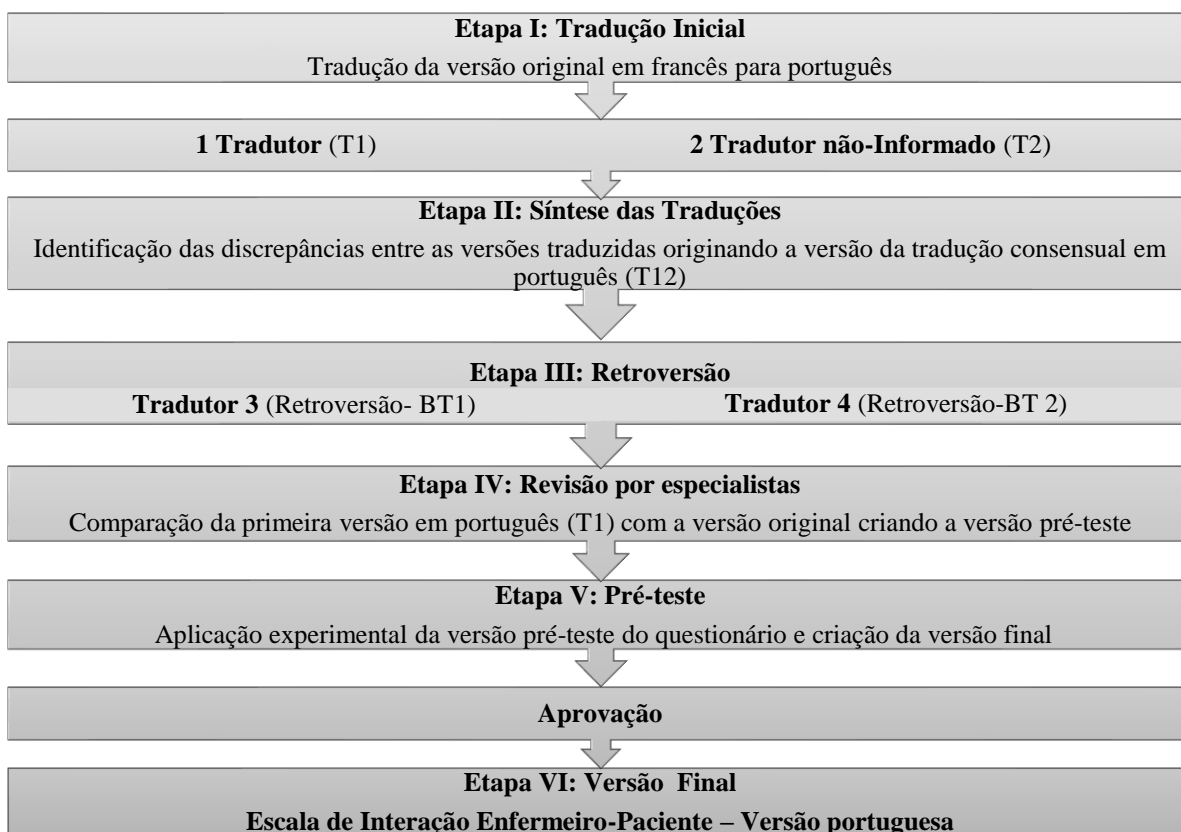 Etapa I: Tradução Inicial
Tradução da versão original em francês para português
1 Tradutor (T1)
2 Tradutor não-Informado (T2)
Etapa II: Síntese das Traduções
Identificação das discrepâncias entre as versões traduzidas originando a versão da tradução consensual em
português (T12)
Etapa III: Retroversão
Tradutor 3 (Retroversão- BT1)
Tradutor 4 (Retroversão-BT 2)
Etapa IV: Revisão por especialistas
Comparação da primeira versão em português (T1) com a versão original criando a versão pré-teste
Etapa V: Pré-teste
Aplicação experimental da versão pré-teste do questionário e criação da versão final
Aprovação
Etapa VI: Versão Final
Escala de Interação Enfermeiro-Paciente – Versão portuguesa